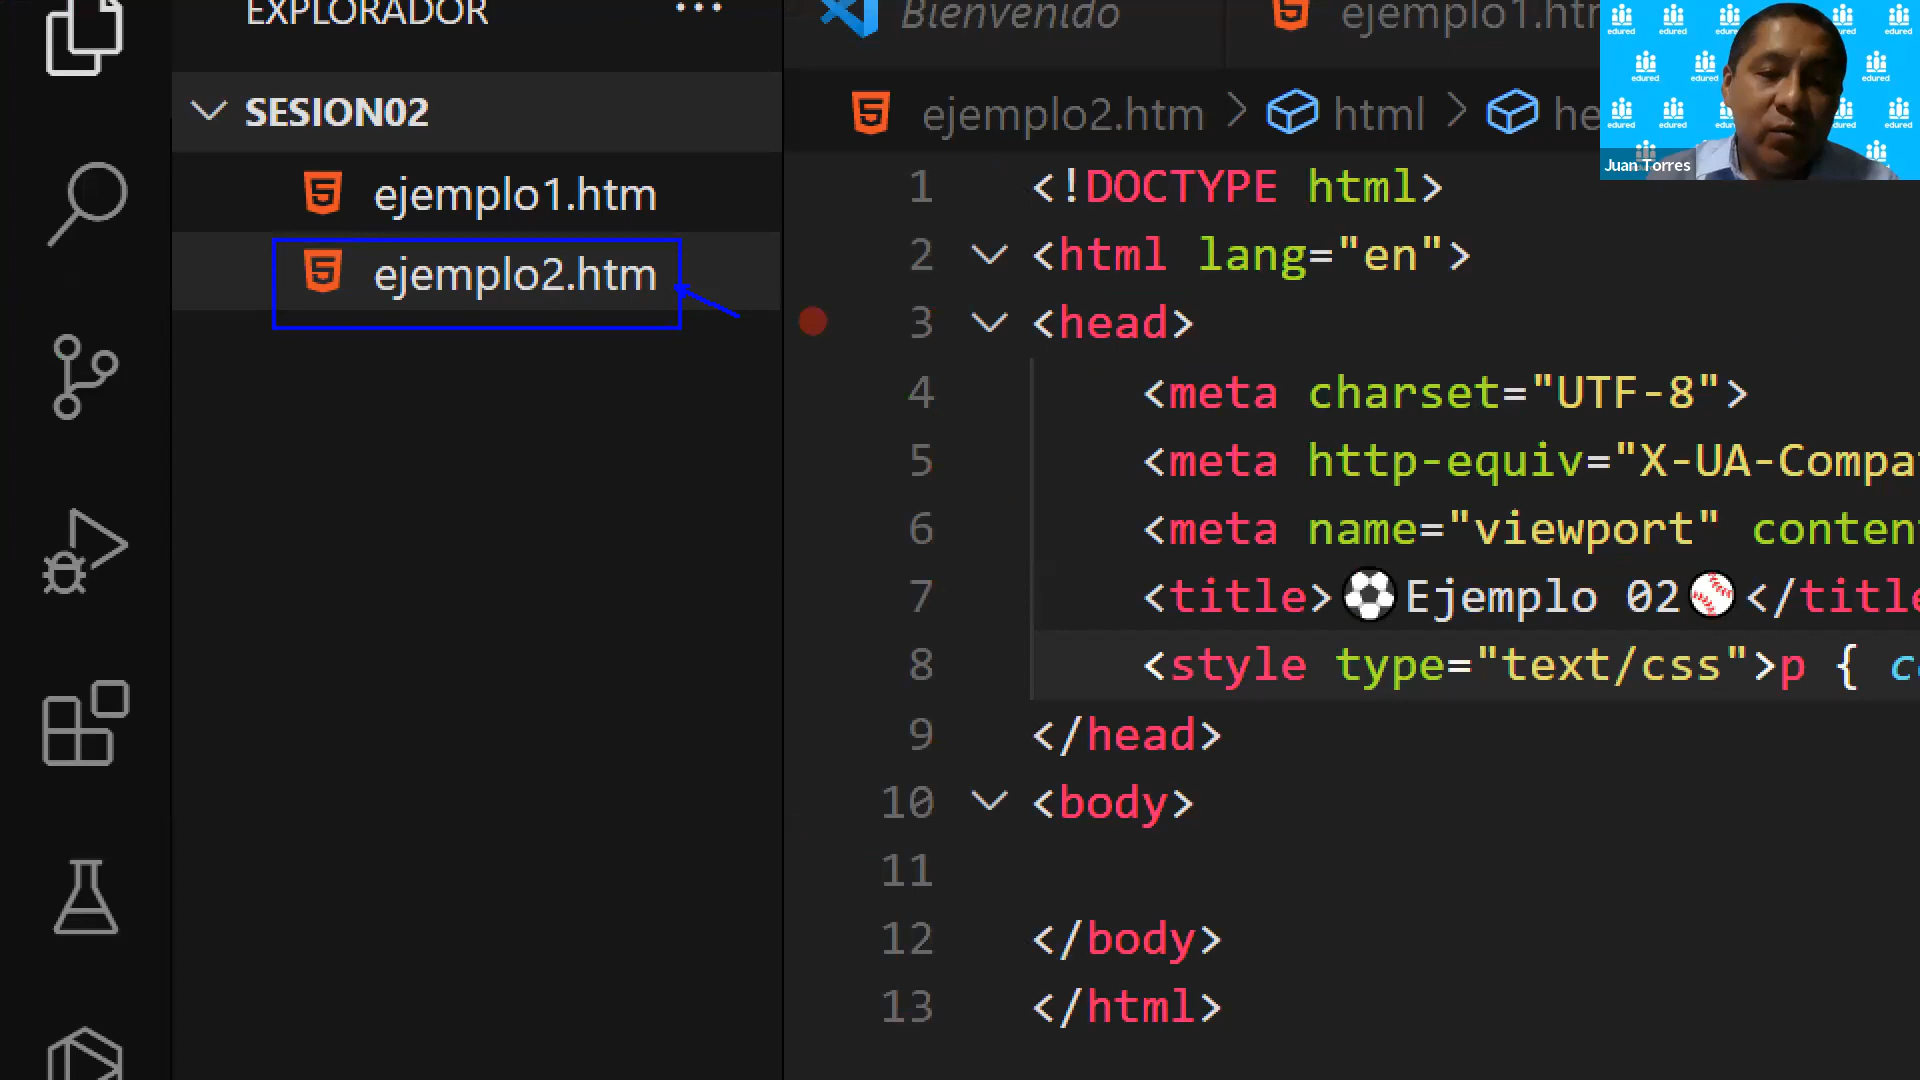 EXPLORADOR
SESION02
ejemplo1.htm
ejemplo2.htm
Bienvenido
ejemplo1.htm
ejemplo2.htm > html >
1 <!DOCTYPE html>
2 <html lang="en">
3 <head>
4 <meta charset="UTF-8">
5 <meta http-equiv="X-UA-Compa
6 <meta name="viewport" conten
7 <title>⚽Ejemplo 02⚾</title
8 <style type="text/css">p {
9 </head>
10 <body>
11
12 </body>
13 </html>
edured
Juan Torres